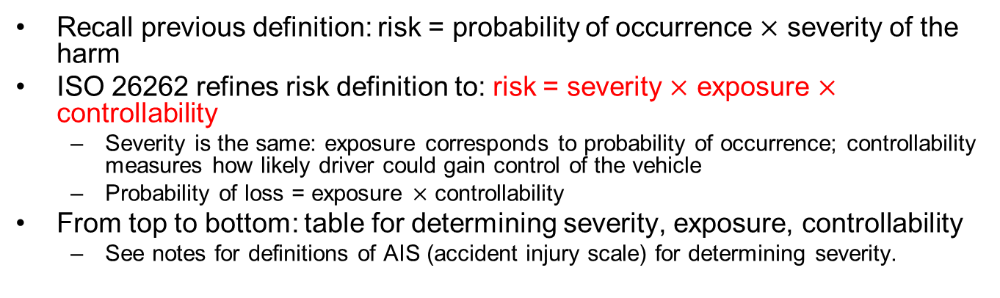 • Recall previous definition: risk = probability of occurrence × severity of the
harm
• ISO 26262 refines risk definition to: risk = severity × exposure ×
controllability
– Severity is the same: exposure corresponds to probability of occurrence; controllability
measures how likely driver could gain control of the vehicle
– Probability of loss = exposure × controllability
• From top to bottom: table for determining severity, exposure, controllability
– See notes for definitions of AIS (accident injury scale) for determining severity.